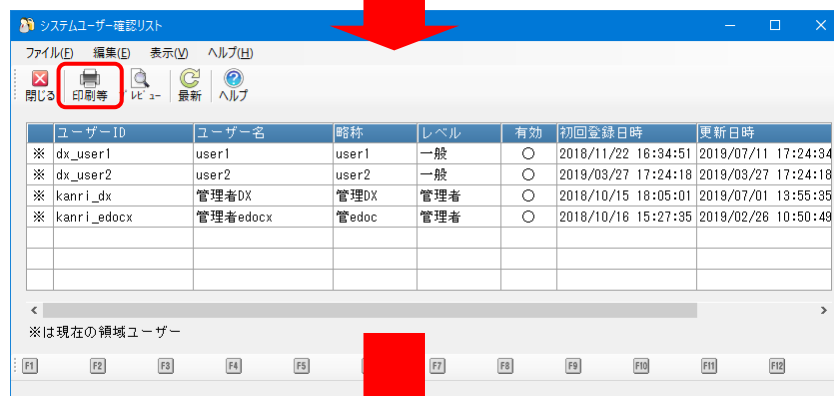 システムユーザー確認リスト
ファイル(F) 編集(E) 表示(V) ヘルプ(H)
閉じる 印刷等 ﾌﾟﾚﾋﾞｭｰ 最新 ヘルプ
ユーザーID ユーザー名 略称 レベル 有効 初回登録日時 更新日時
※ dx_user1 user1 user1 一般 ○ 2018/11/22 16:34:51 2019/07/11 17:24:34
※ dx_user2 user2 user2 一般 ○ 2019/03/27 17:24:18 2019/03/27 17:24:18
※ kanri_dx 管理者DX 管理DX 管理者 ○ 2018/10/15 18:05:01 2019/07/01 13:55:35
※ kanri_edocx 管理者edocx 管edoc 管理者 ○ 2018/10/16 15:27:35 2019/02/26 10:50:49
※は現在の領域ユーザー
F1 F2 F3 F4 F5 F7 F8 F9 F10 F11 F12